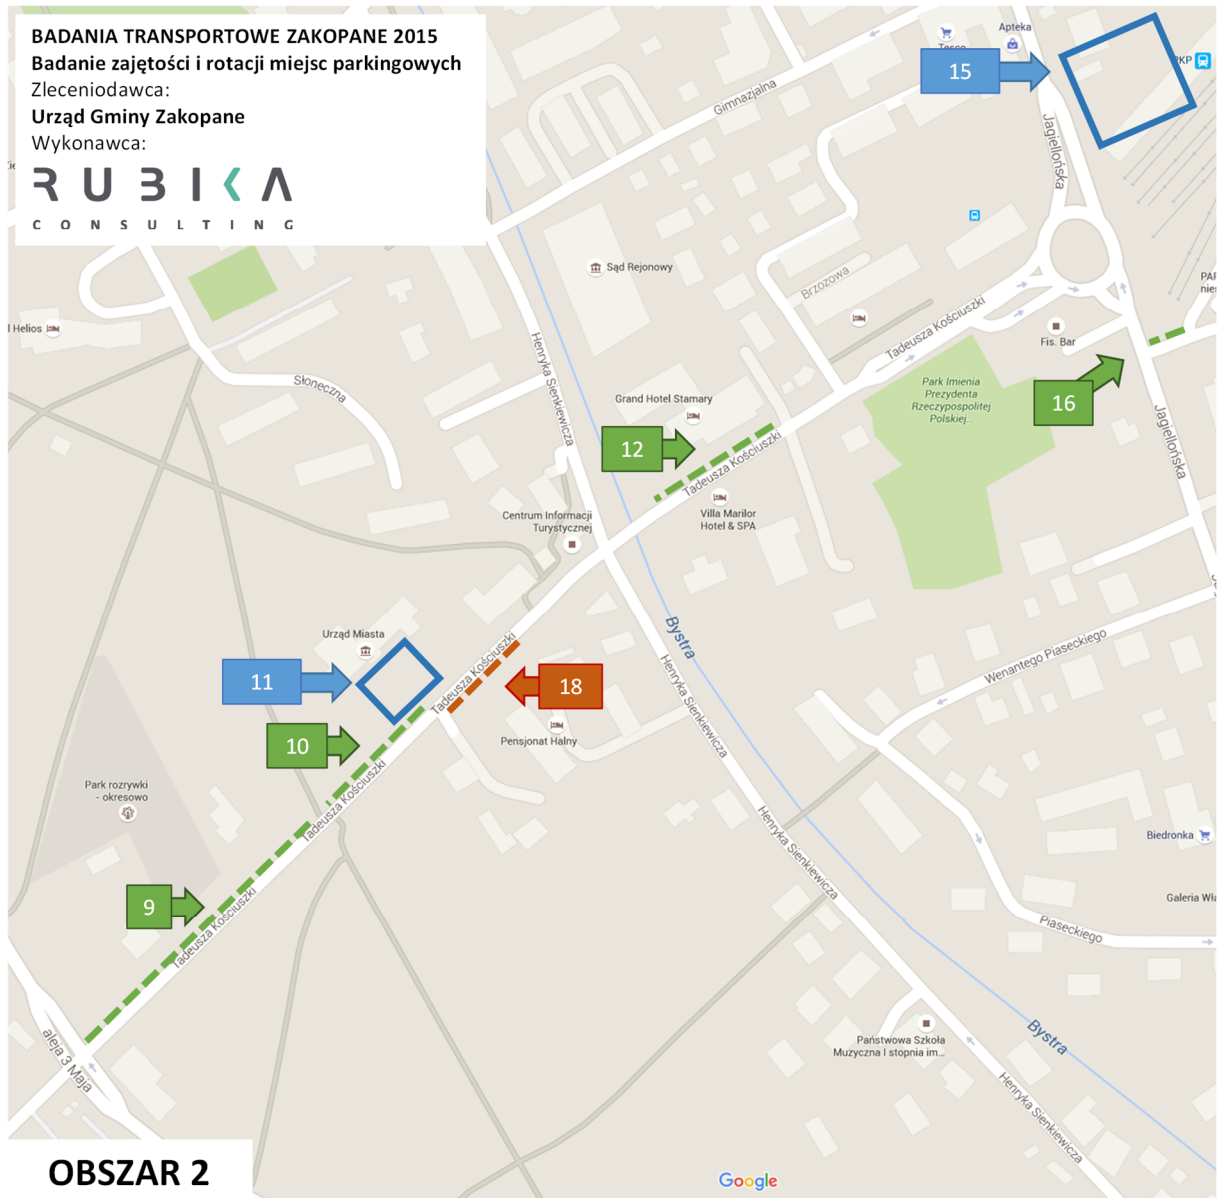 BADANIA TRANSPORTOWE ZAKOPANE 2015
Badanie zajętości i rotacji miejsc parkingowych
Zleceniodawca:
Urząd Gminy Zakopane
Wykonawca:
RUBIKA
CONSULTING
Apteka
Tesco
15
PKP
Gimnazjalna
Jagiellońska
Sąd Rejonowy
Brzozowa
Helios
Henryka Sienkiewicza
Tadeusza Kościuszki
Fis. Bar
Słoneczna
Grand Hotel Stamary
Park Imienia
Prezydenta
Rzeczypospolitej
Polskiej...
16
12
Tadeusza Kościuszki
Jagiellońska
Villa Marilor
Hotel & SPA
Centrum Informacji
Turystycznej
Bystra
Urząd Miasta
Wenantego Piaseckiego
11
Tadeusza Kościuszki
18
Henryka Sienkiewicza
10
Pensjonat Halny
Park rozrywki
- okresowo
Tadeusza Kościuszki
Biedronka
Henryka Sienkiewicza
9
Tadeusza Kościuszki
Galeria
Piaseckiego
aleja 3 Maja
Państwowa Szkoła
Muzyczna I stopnia im...
Bystra
Henryka Sienkiewicza
OBSZAR 2
Google